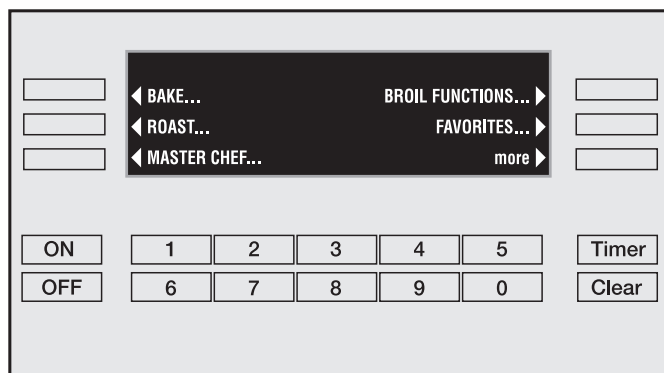 BAKE... BROIL FUNCTIONS...
ROAST... FAVORITES...
MASTER CHEF... more
ON 1 2 3 4 5 Timer
OFF 6 7 8 9 0 Clear